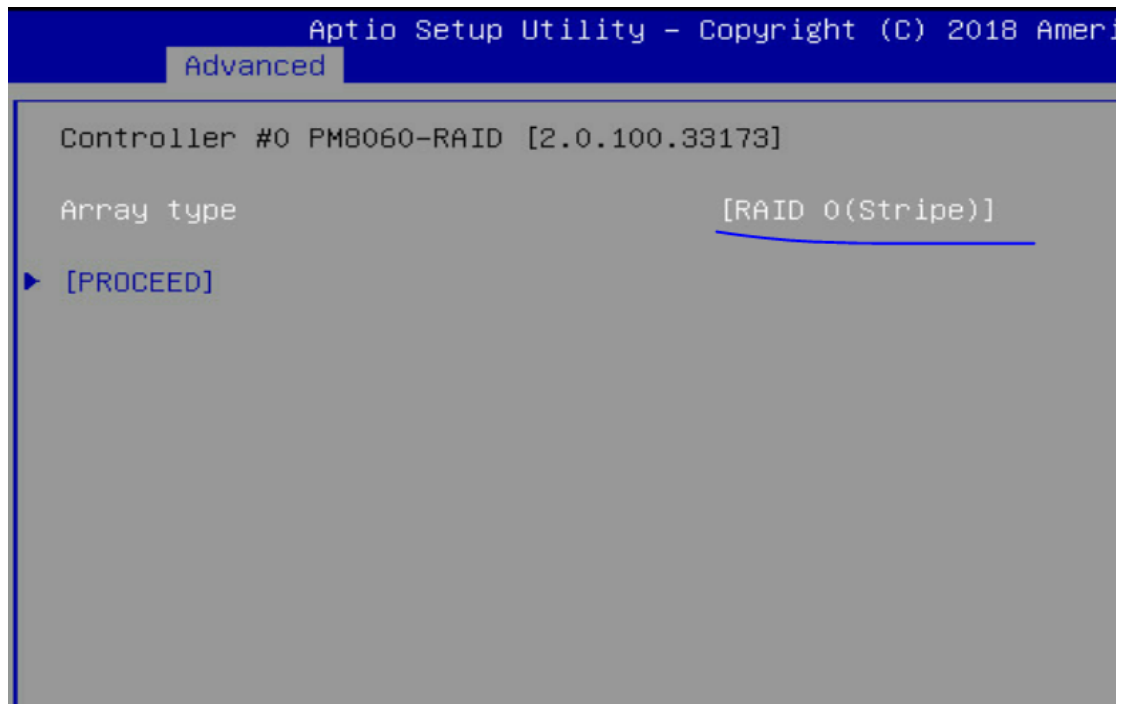 Aptio Setup Utility – Copyright (C) 2018
Advanced
Controller #0 PM8060-RAID [2.0.100.33173]
Array type [RAID 0(Stripe)]
[PROCEED]